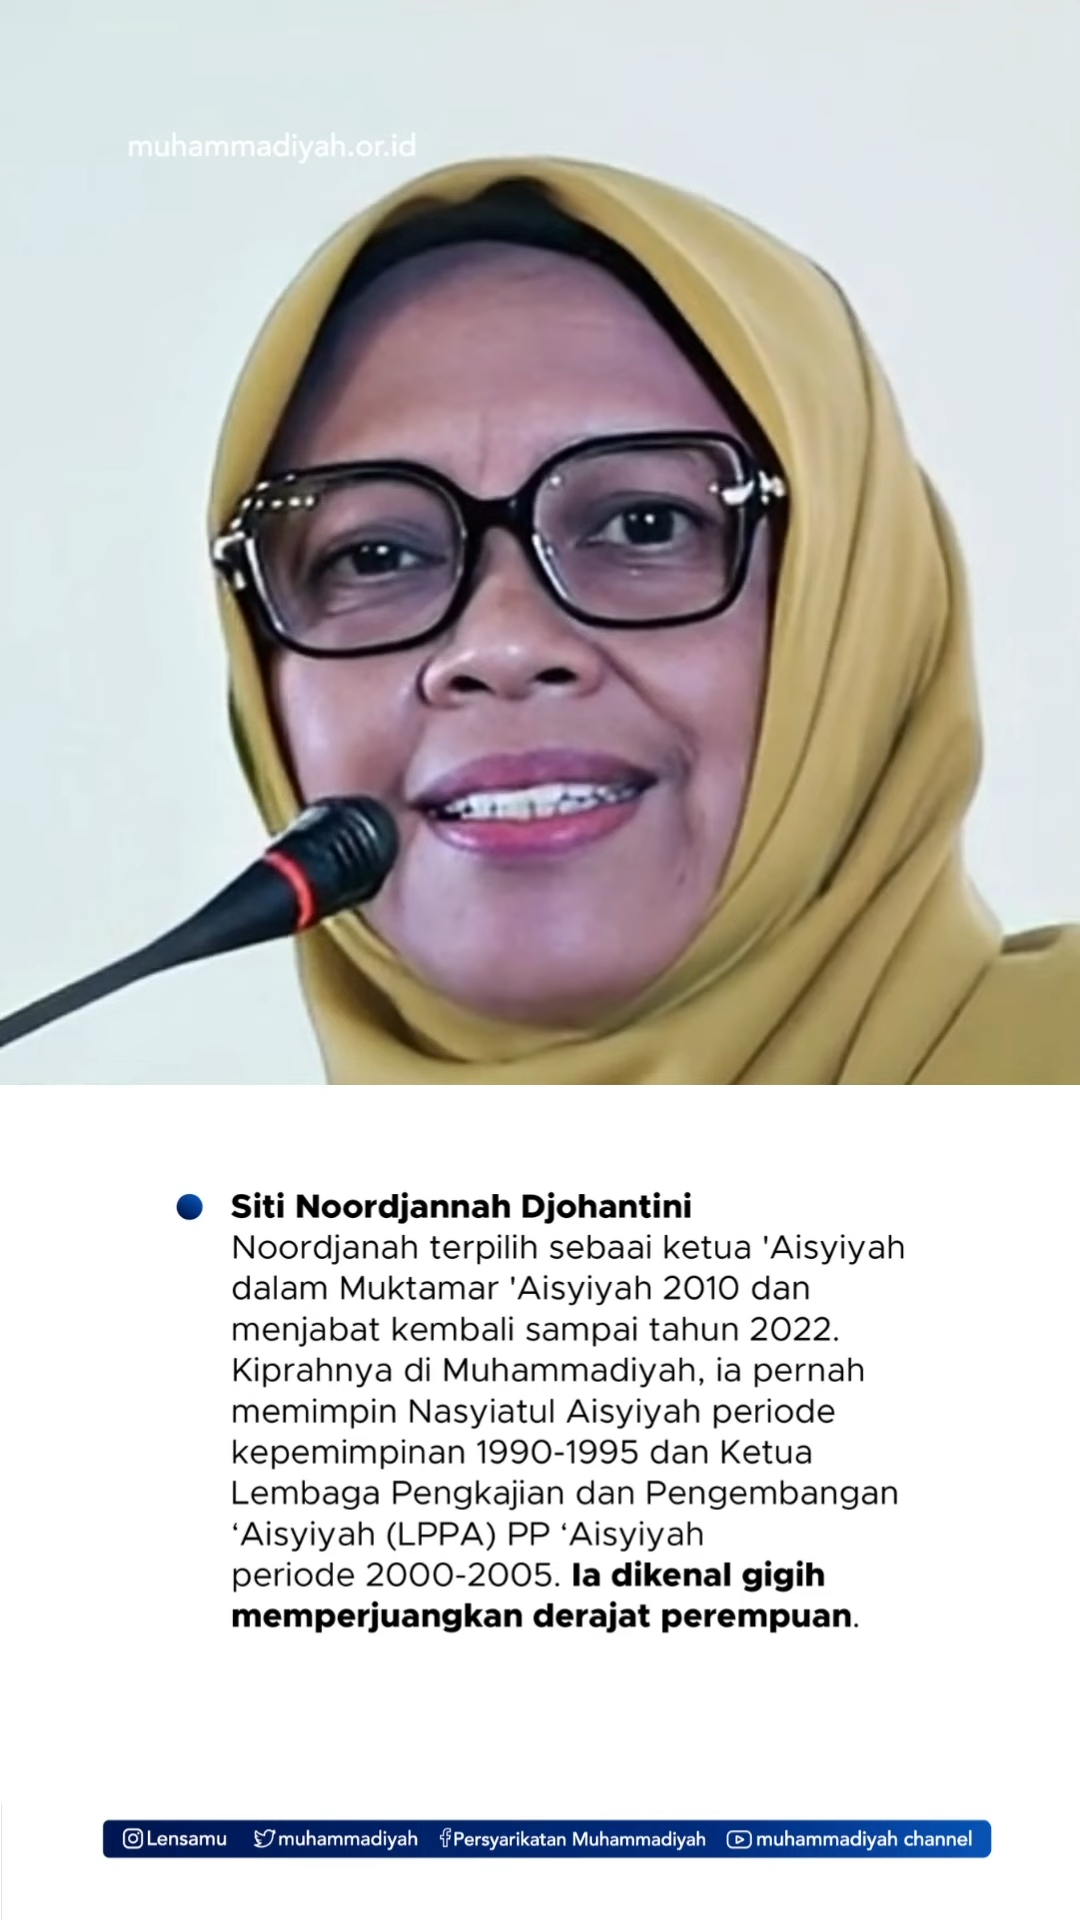 muhammadiyah.or.id
Siti Noordjannah Djohantini
Noordjanah terpilih sebaai ketua 'Aisyiyah
dalam Muktamar 'Aisyiyah 2010 dan
menjabat kembali sampai tahun 2022.
Kiprahnya di Muhammadiyah, ia pernah
memimpin Nasyiatul Aisyiyah periode
kepemimpinan 1990-1995 dan Ketua
Lembaga Pengkajian dan Pengembangan
‘Aisyiyah (LPPA) PP ‘Aisyiyah
periode 2000-2005. Ia dikenal gigih
memperjuangkan derajat perempuan.
Lensamu muhammadiyah Persyarikatan Muhammadiyah muhammadiyah channel